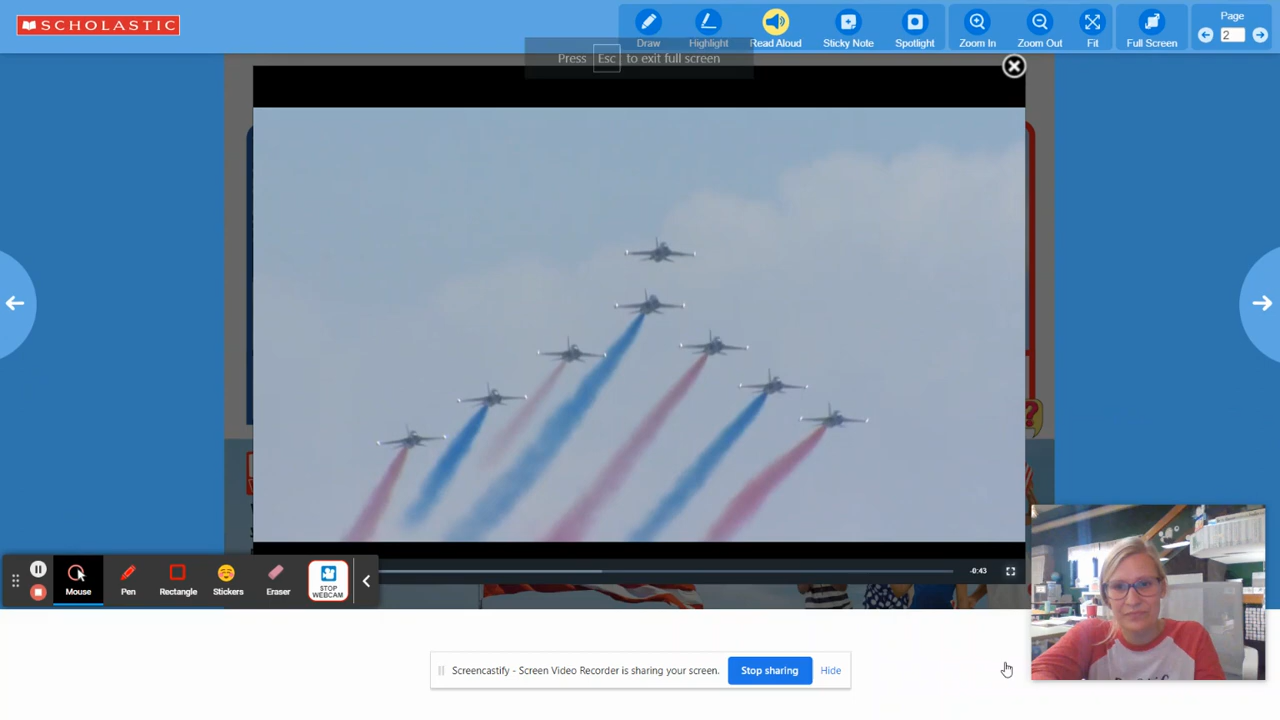 SCHOLASTIC
Draw
Highlight
Read Aloud
Sticky Note
Spotlight
Zoom In
Zoom Out
Fit
Full Screen
Page
2
Press Esc to exit full screen
?
-0:43
Mouse
Pen
Rectangle
Stickers
Eraser
STOP
WEBCAM
Screencastify - Screen Video Recorder is sharing your screen.
Stop sharing
Hide